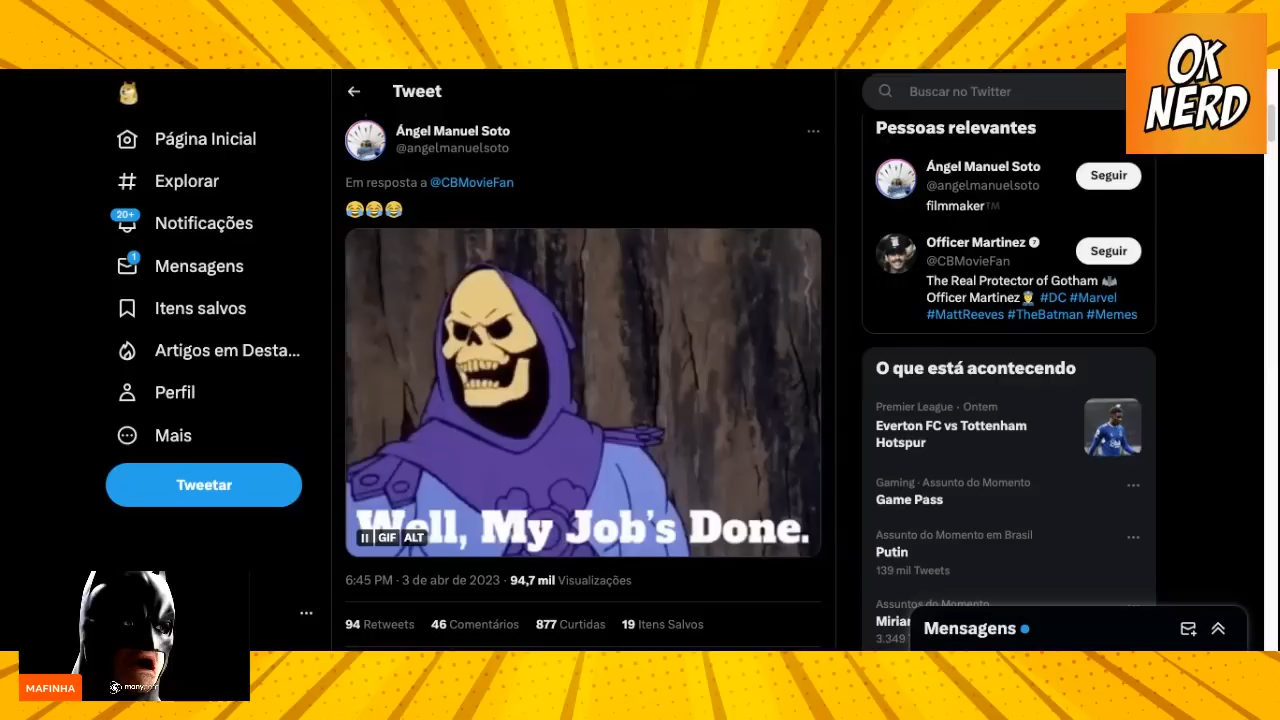 OK
NERD
Página Inicial
Explorar
20+
Notificações
1
Mensagens
Itens salvos
Artigos em Desta...
Perfil
Mais
Tweetar
MAFINHA
Tweet
Ángel Manuel Soto
@angelmanuelsoto
Em resposta a @CBMovieFan
Well, My Job's Done.
GIF ALT
6:45 PM · 3 de abr de 2023 · 94,7 mil Visualizações
94 Retweets 46 Comentários 877 Curtidas 19 Itens Salvos
Buscar no Twitter
Pessoas relevantes
Ángel Manuel Soto
@angelmanuelsoto
Seguir
filmmaker™
Officer Martinez
@CBMovieFan
Seguir
The Real Protector of Gotham
Officer Martinez #DC #Marvel
#MattReeves #TheBatman #Memes
O que está acontecendo
Premier League · Ontem
Everton FC vs Tottenham
Hotspur
Gaming · Assunto do Momento
Game Pass
Assunto do Momento em Brasil
Putin
139 mil Tweets
Assuntos do Momento
3.349
Mensagens